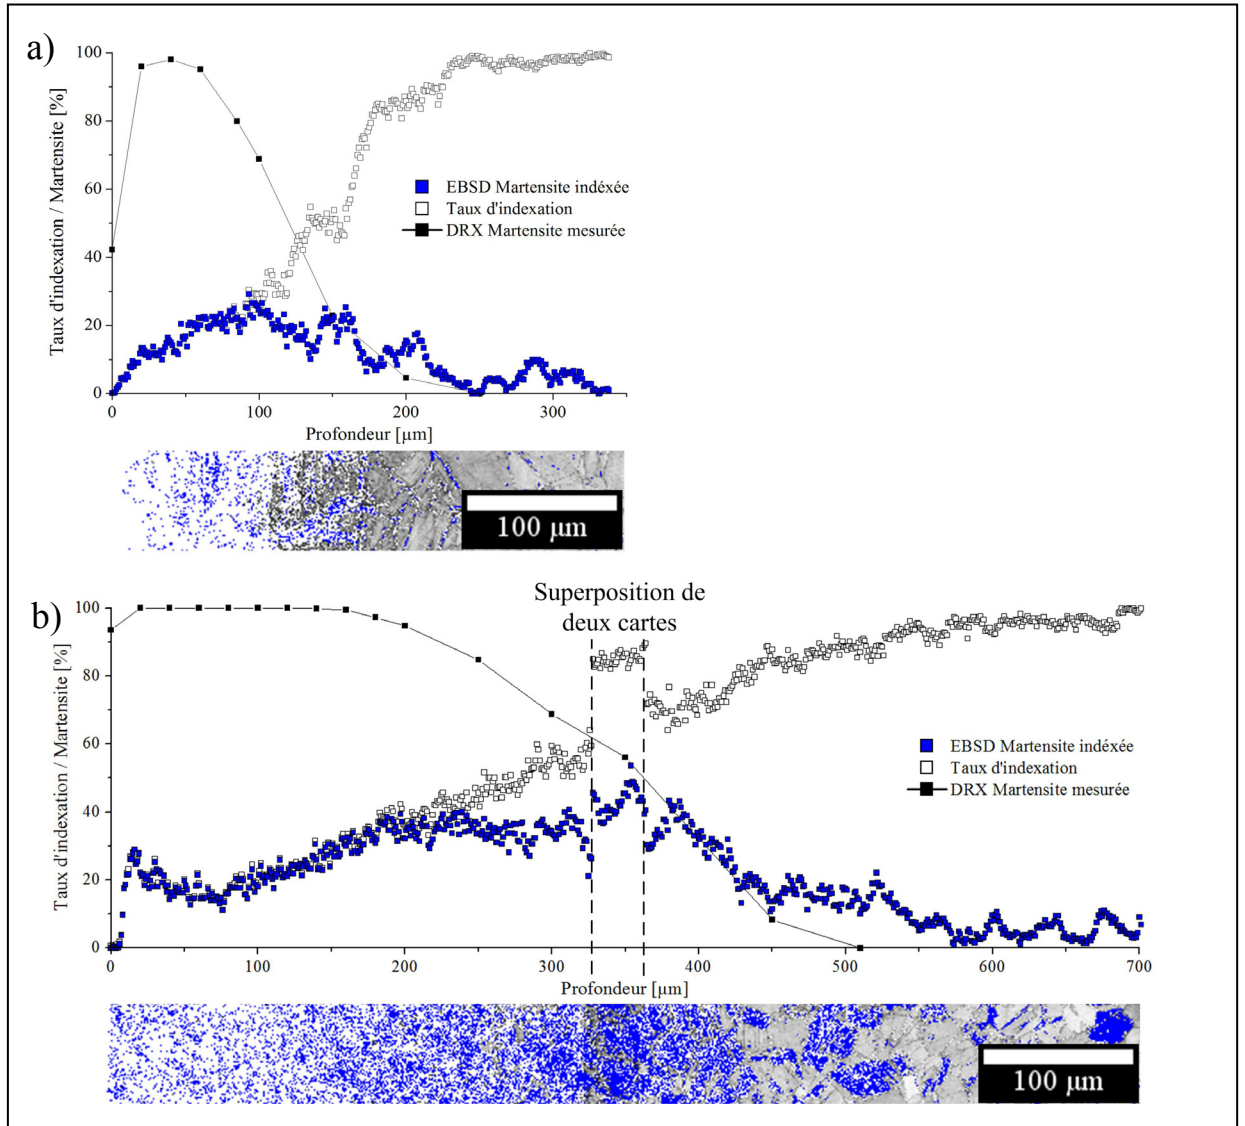 a)
100
80
60
40
20
0
Taux d'indexation / Martensite [%]
EBSD Martensite indéxée
Taux d'indexation
DRX Martensite mesurée
0 100 200 300
Profondeur [µm]
100 µm
b)
Superposition de
deux cartes
100
80
60
40
20
0
Taux d'indexation / Martensite [%]
EBSD Martensite indéxée
Taux d'indexation
DRX Martensite mesurée
0 100 200 300 400 500 600 700
Profondeur [µm]
100 µm